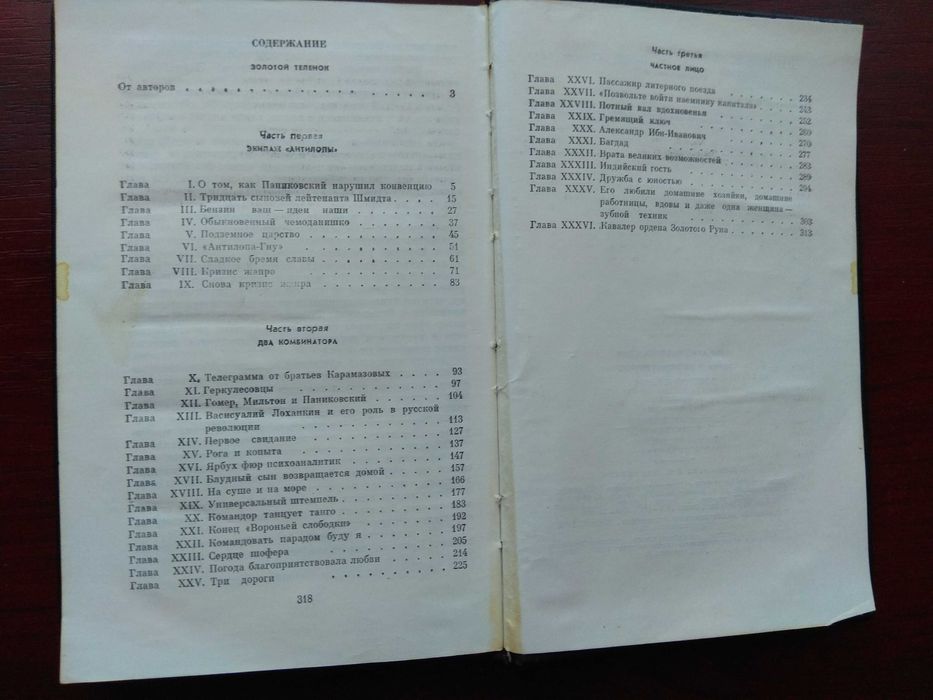 СОДЕРЖАНИЕ
ЗОЛОТОЙ ТЕЛЕНОК
От авторов . . . . . . . . . . . 3
Часть первая
ЭКИПАЖ «АНТИЛОПЫ»
Глава I. О том, как Паниковский нарушил конвенцию 5
Глава II. Тридцать сыновей лейтенанта Шмидта . . 15
Глава III. Бензин ваш — идеи наши . . . . . . 27
Глава IV. Обыкновенный чемоданишко . . . . . 37
Глава V. Подземное царство . . . . . . . 45
Глава VI. «Антилопа-Гну» . . . . . . . . 51
Глава VII. Сладкое бремя славы . . . . . . . 61
Глава VIII. Кризис жанра . . . . . . . . 71
Глава IX. Снова кризис жанра . . . . . . . 83
Часть вторая
ДВА КОМБИНАТОРА
Глава X. Телеграмма от братьев Карамазовых . . . . 93
Глава XI. Геркулесовцы . . . . . . . . 97
Глава XII. Гомер, Мильтон и Паниковский . . . . . 104
Глава XIII. Васисуалий Лоханкин и его роль в русской
революции . . . . . . . . 113
Глава XIV. Первое свидание . . . . . . . 127
Глава XV. Рога и копыта . . . . . . . . 137
Глава XVI. Ярбух фюр психоаналитик . . . . . . 147
Глава XVII. Блудный сын возвращается домой . . . . 157
Глава XVIII. На суше и на море . . . . . . . 166
Глава XIX. Универсальный штемпель . . . . . . 177
Глава XX. Командор танцует танго . . . . . . 183
Глава XXI. Конец «Вороньей слободки» . . . . . 192
Глава XXII. Командовать парадом буду я . . . . . 197
Глава XXIII. Сердце шофера . . . . . . . 205
Глава XXIV. Погода благоприятствовала любви . . . . 214
Глава XXV. Три дороги . . . . . . . . 225
318
Часть третья
ЧАСТНОЕ ЛИЦО
Глава XXVI. Пассажир литерного поезда . . . . . 234
Глава XXVII. «Позвольте войти наемнику капитала» . . . 243
Глава XXVIII. Потный вал вдохновенья . . . . . . 252
Глава XXIX. Гремящий ключ . . . . . . . 260
Глава XXX. Александр Ибн-Иванович . . . . . . 270
Глава XXXI. Багдад . . . . . . . . . 277
Глава XXXII. Врата великих возможностей . . . . . 283
Глава XXXIII. Индийский гость . . . . . . . 289
Глава XXXIV. Дружба с юностью . . . . . . . 294
Глава XXXV. Его любили домашние хозяйки, домашние
работницы, вдовы и даже одна женщина —
зубной техник . . . . . . . 303
Глава XXXVI. Кавалер ордена Золотого Руна . . . . . 313